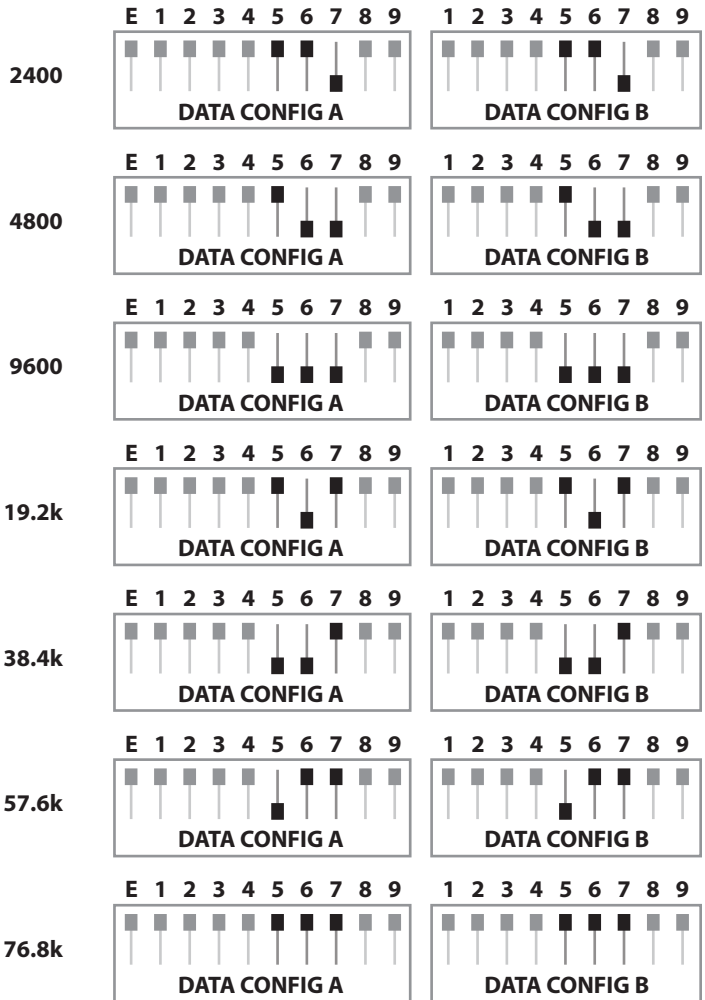 E 1 2 3 4 5 6 7 8 9 1 2 3 4 5 6 7 8 9
2400
DATA CONFIG A DATA CONFIG B
E 1 2 3 4 5 6 7 8 9 1 2 3 4 5 6 7 8 9
4800
DATA CONFIG A DATA CONFIG B
E 1 2 3 4 5 6 7 8 9 1 2 3 4 5 6 7 8 9
9600
DATA CONFIG A DATA CONFIG B
E 1 2 3 4 5 6 7 8 9 1 2 3 4 5 6 7 8 9
19.2k
DATA CONFIG A DATA CONFIG B
E 1 2 3 4 5 6 7 8 9 1 2 3 4 5 6 7 8 9
38.4k
DATA CONFIG A DATA CONFIG B
E 1 2 3 4 5 6 7 8 9 1 2 3 4 5 6 7 8 9
57.6k
DATA CONFIG A DATA CONFIG B
E 1 2 3 4 5 6 7 8 9 1 2 3 4 5 6 7 8 9
76.8k
DATA CONFIG A DATA CONFIG B